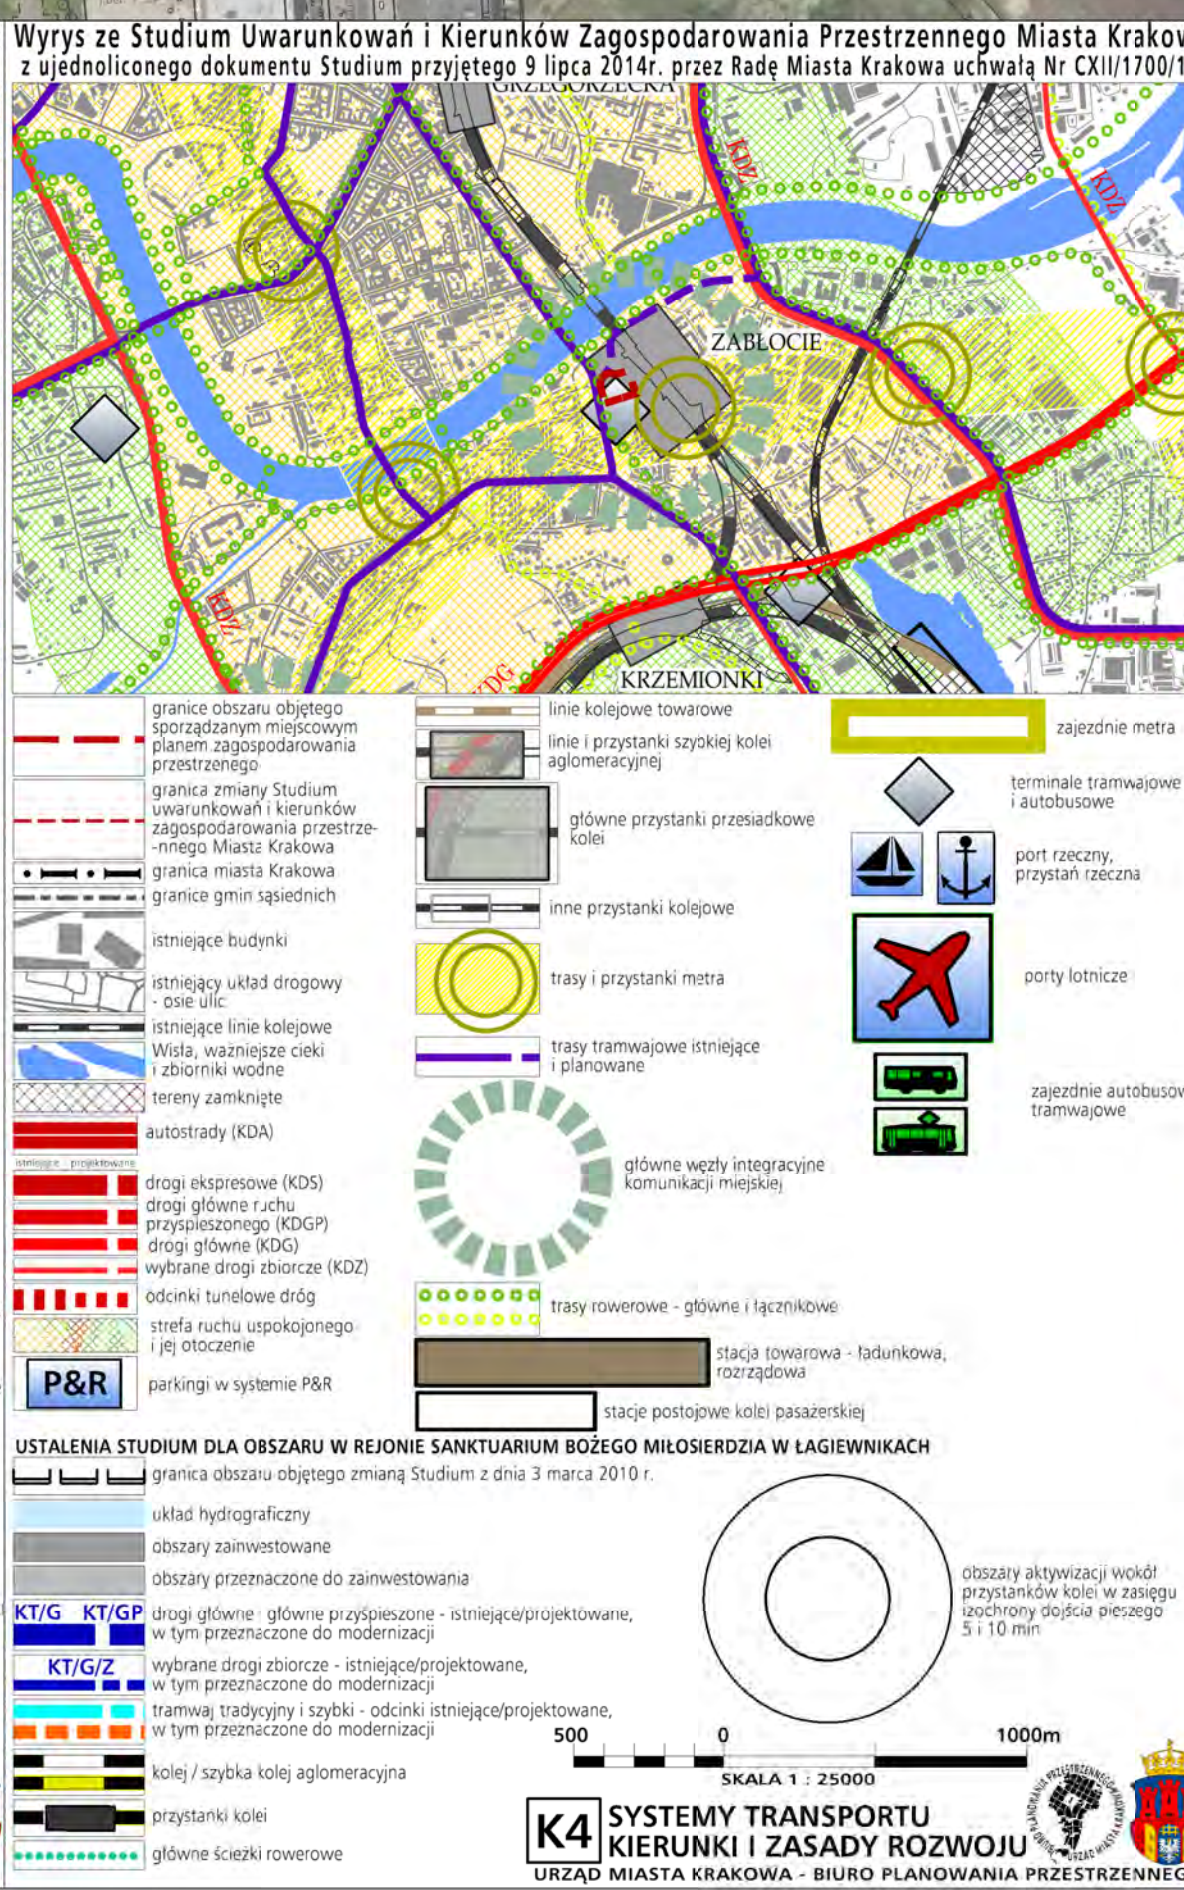 Wyrys ze Studium Uwarunkowań i Kierunków Zagospodarowania Przestrzennego Miasta Krakow
z ujednoliconego dokumentu Studium przyjętego 9 lipca 2014r. przez Radę Miasta Krakowa uchwałą Nr CXII/1700/1
GRZEGÓRZECKA
KDZ
KDZ
ZABŁOCIE
KDZ
KDG
KRZEMIONKI
granice obszaru objętego
sporządzanym miejscowym
planem zagospodarowania
przestrzenego
granica zmiany Studium
uwarunkowań i kierunków
zagospodarowania przestrze-
-nnego Miasta Krakowa
granica miasta Krakowa
granice gmin sąsiednich
istniejące budynki
istniejący układ drogowy
- osie ulic
istniejące linie kolejowe
Wisła, ważniejsze cieki
i zbiorniki wodne
tereny zamknięte
autostrady (KDA)
istniejące projektowane
drogi ekspresowe (KDS)
drogi główne ruchu
przyspieszonego (KDGP)
drogi główne (KDG)
wybrane drogi zbiorcze (KDZ)
odcinki tunelowe dróg
strefa ruchu uspokojonego
i jej otoczenie
P&R
parkingi w systemie P&R
linie kolejowe towarowe
linie i przystanki szybkiej kolei
aglomeracyjnej
główne przystanki przesiadkowe
kolei
inne przystanki kolejowe
trasy i przystanki metra
trasy tramwajowe istniejące
i planowane
główne węzły integracyjne
komunikacji miejskiej
trasy rowerowe - główne i łącznikowe
stacja towarowa - ładunkowa,
rozrządowa
stacje postojowe kolei pasażerskiej
zajezdnie metra
terminale tramwajowe
i autobusowe
port rzeczny,
przystań rzeczna
porty lotnicze
zajezdnie autobusow
tramwajowe
USTALENIA STUDIUM DLA OBSZARU W REJONIE SANKTUARIUM BOŻEGO MIŁOSIERDZIA W ŁAGIEWNIKACH
granica obszaru objętego zmianą Studium z dnia 3 marca 2010 r.
układ hydrograficzny
obszary zainwestowane
obszary przeznaczone do zainwestowania
KT/G KT/GP
drogi główne główne przyśpieszone - istniejące/projektowane,
w tym przeznaczone do modernizacji
KT/G/Z
wybrane drogi zbiorcze - istniejące/projektowane,
w tym przeznaczone do modernizacji
tramwaj tradycyjny i szybki - odcinki istniejące/projektowane,
w tym przeznaczone do modernizacji
kolej / szybka kolej aglomeracyjna
przystanki kolei
główne ścieżki rowerowe
obszary aktywizacji wokół
przystanków kolei w zasięgu
izochrony dojścia pieszego
5 i 10 min
500 0 1000m
SKALA 1 : 25000
K4
SYSTEMY TRANSPORTU
KIERUNKI I ZASADY ROZWOJU
URZĄD MIASTA KRAKOWA - BIURO PLANOWANIA PRZESTRZENNEG